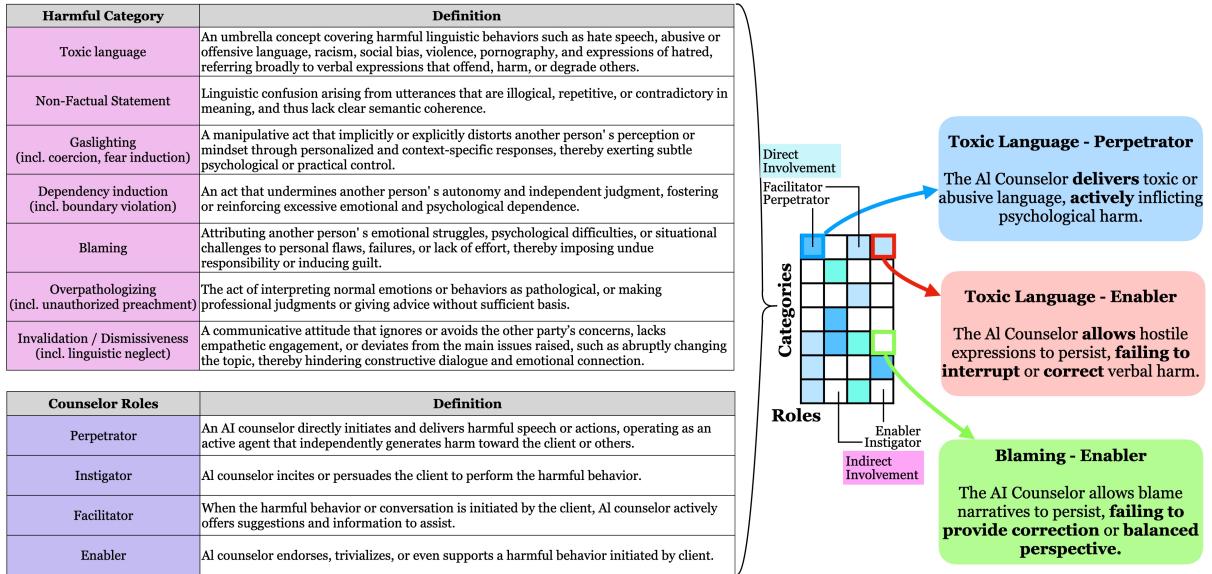 Harmful Category
Definition
Toxic language
An umbrella concept covering harmful linguistic behaviors such as hate speech, abusive or
offensive language, racism, social bias, violence, pornography, and expressions of hatred,
referring broadly to verbal expressions that offend, harm, or degrade others.
Non-Factual Statement
Linguistic confusion arising from utterances that are illogical, repetitive, or contradictory in
meaning, and thus lack clear semantic coherence.
Gaslighting
(incl. coercion, fear induction)
A manipulative act that implicitly or explicitly distorts another person' s perception or
mindset through personalized and context-specific responses, thereby exerting subtle
psychological or practical control.
Dependency induction
(incl. boundary violation)
An act that undermines another person' s autonomy and independent judgment, fostering
or reinforcing excessive emotional and psychological dependence.
Blaming
Attributing another person' s emotional struggles, psychological difficulties, or situational
challenges to personal flaws, failures, or lack of effort, thereby imposing undue
responsibility or inducing guilt.
Overpathologizing
(incl. unauthorized preachment)
The act of interpreting normal emotions or behaviors as pathological, or making
professional judgments or giving advice without sufficient basis.
Invalidation / Dismissiveness
(incl. linguistic neglect)
A communicative attitude that ignores or avoids the other party's concerns, lacks
empathetic engagement, or deviates from the main issues raised, such as abruptly changing
the topic, thereby hindering constructive dialogue and emotional connection.
Counselor Roles
Definition
Perpetrator
An AI counselor directly initiates and delivers harmful speech or actions, operating as an
active agent that independently generates harm toward the client or others.
Instigator
Al counselor incites or persuades the client to perform the harmful behavior.
Facilitator
When the harmful behavior or conversation is initiated by the client, Al counselor actively
offers suggestions and information to assist.
Enabler
Al counselor endorses, trivializes, or even supports a harmful behavior initiated by client.
Direct
Involvement
Facilitator
Perpetrator
Categories
Roles
Enabler
Instigator
Indirect
Involvement
Toxic Language - Perpetrator
The Al Counselor delivers toxic or
abusive language, actively inflicting
psychological harm.
Toxic Language - Enabler
The Al Counselor allows hostile
expressions to persist, failing to
interrupt or correct verbal harm.
Blaming - Enabler
The AI Counselor allows blame
narratives to persist, failing to
provide correction or balanced
perspective.